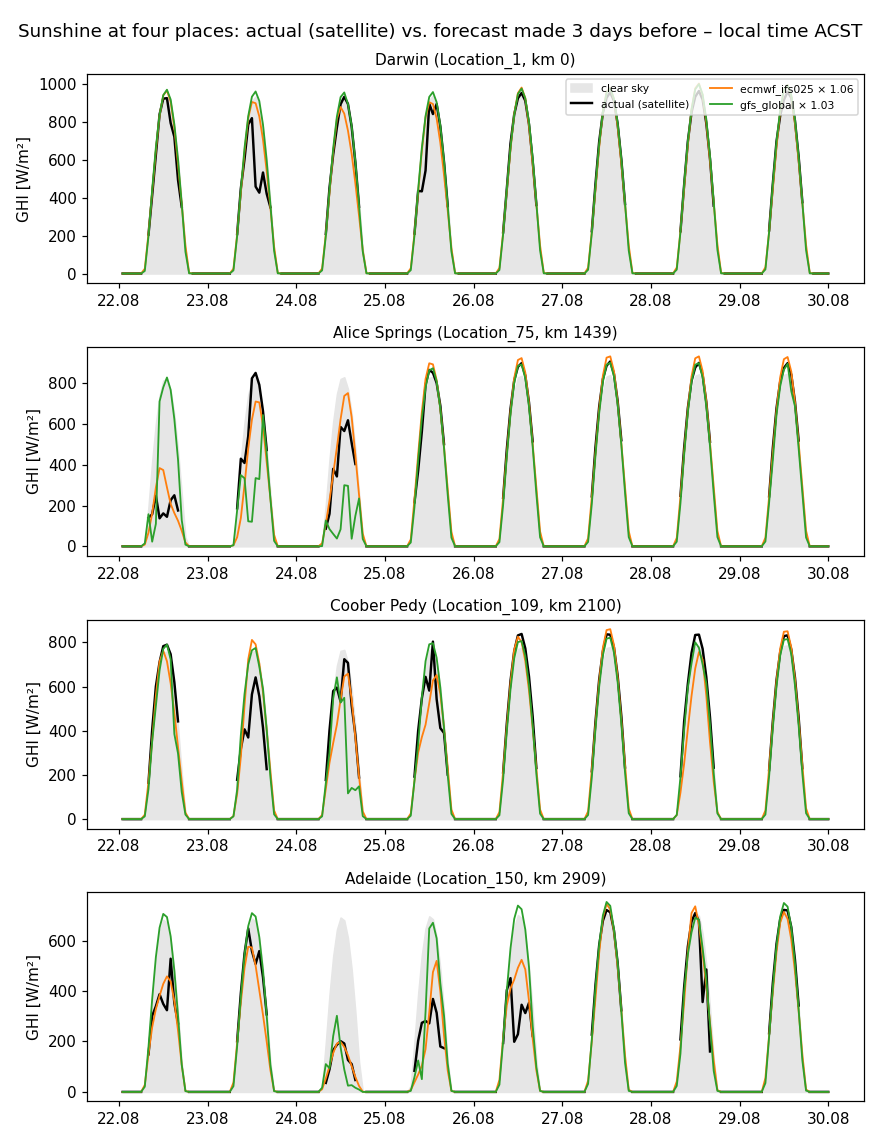 Sunshine at four places: actual (satellite) vs. forecast made 3 days before – local time ACST
Darwin (Location_1, km 0)
GHI [W/m²]
1000
800
600
400
200
0
clear sky
actual (satellite)
ecmwf_ifs025 × 1.06
gfs_global × 1.03
22.08 23.08 24.08 25.08 26.08 27.08 28.08 29.08 30.08
Alice Springs (Location_75, km 1439)
GHI [W/m²]
800
600
400
200
0
22.08 23.08 24.08 25.08 26.08 27.08 28.08 29.08 30.08
Coober Pedy (Location_109, km 2100)
GHI [W/m²]
800
600
400
200
0
22.08 23.08 24.08 25.08 26.08 27.08 28.08 29.08 30.08
Adelaide (Location_150, km 2909)
GHI [W/m²]
600
400
200
0
22.08 23.08 24.08 25.08 26.08 27.08 28.08 29.08 30.08